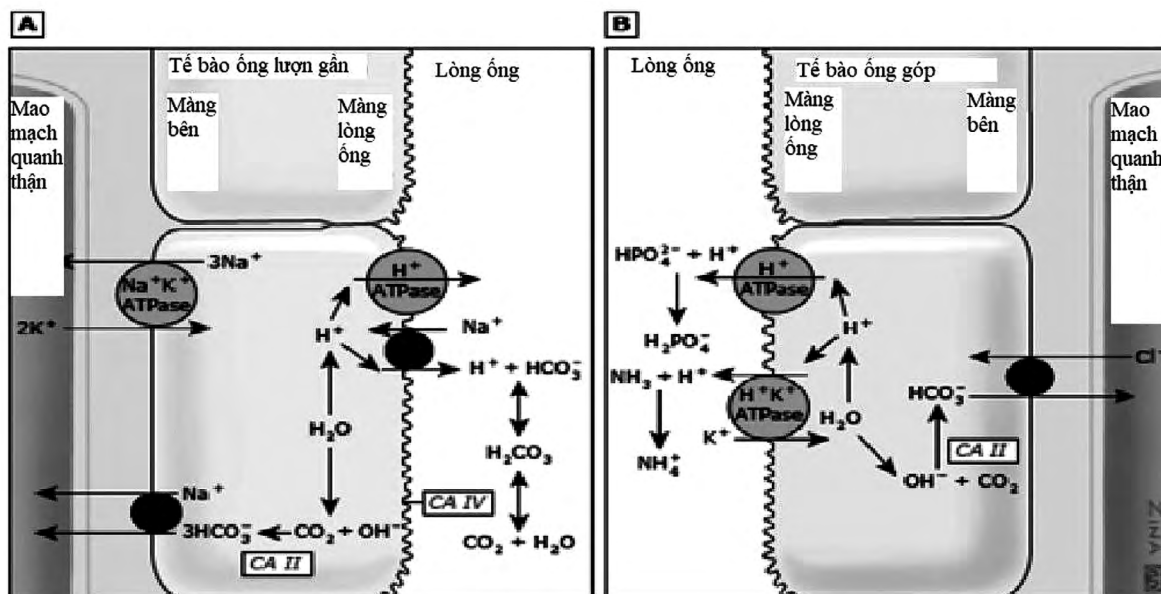 A
Tế bào ống lượn gần
Lòng ống
Mao
mạch
quanh
thận
Màng
bên
Màng
lòng
ống
3Na⁺
Na⁺K⁺
ATPase
2K⁺
H⁺
ATPase
H⁺
Na⁺
H⁺ + HCO₃⁻
H₂O
H₂CO₃
Na⁺
CA IV
3HCO₃⁻
CO₂ + OH⁻
CO₂ + H₂O
CA II
B
Lòng ống
Tế bào ống góp
Màng
lòng
ống
Màng
bên
Mao
mạch
quanh
thận
HPO₄²⁻ + H⁺
H⁺
ATPase
H⁺
H₂PO₄⁻
Cl⁻
NH₃ + H⁺
H⁺K⁺
ATPase
HCO₃⁻
K⁺
H₂O
NH₄⁺
CA II
OH⁻ + CO₂
ZINA